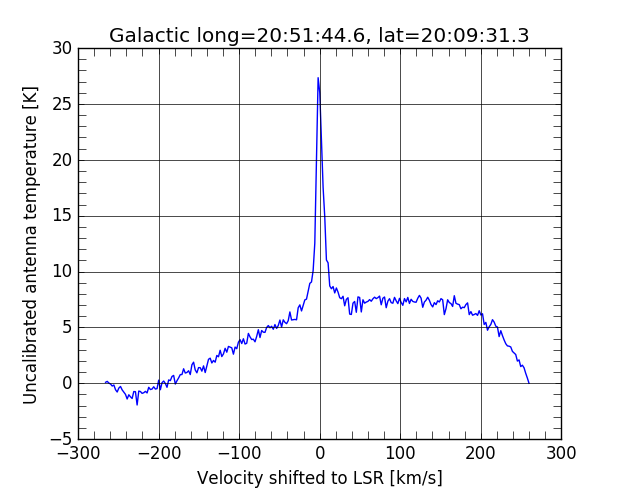 Galactic long=20:51:44.6, lat=20:09:31.3
Uncalibrated antenna temperature [K]
30
25
20
15
10
5
0
−5
−300 −200 −100 0 100 200 300
Velocity shifted to LSR [km/s]